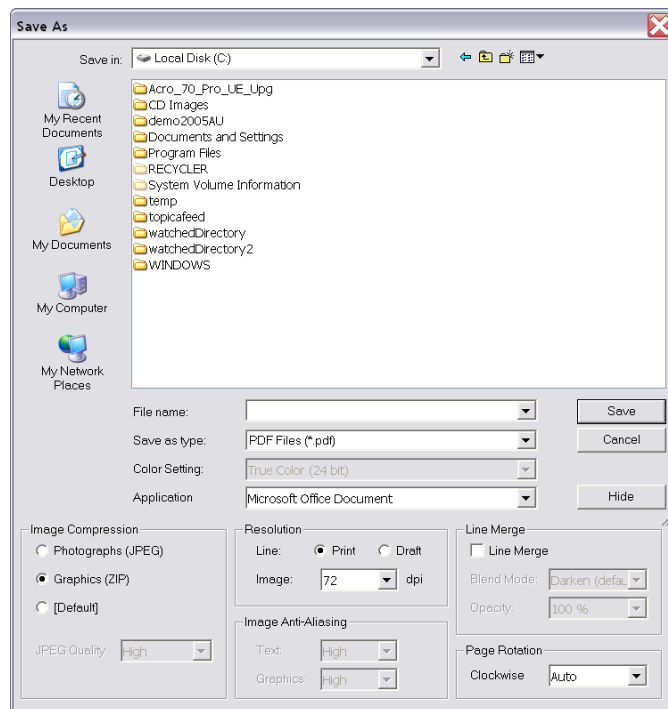 Save As
Save in: Local Disk (C:)
My Recent
Documents
Desktop
My Documents
My Computer
My Network
Places
Acro_70_Pro_UE_Upg
CD Images
demo2005AU
Documents and Settings
Program Files
RECYCLER
System Volume Information
temp
topicafeed
watchedDirectory
watchedDirectory2
WINDOWS
File name: Save
Save as type: PDF Files (*.pdf) Cancel
Color Setting: True Color (24 bit)
Application Microsoft Office Document Hide
Image Compression
Photographs (JPEG)
Graphics (ZIP)
[Default]
JPEG Quality High
Resolution
Line: Print Draft
Image: 72 dpi
Image Anti-Aliasing
Text: High
Graphics: High
Line Merge
Line Merge
Blend Mode: Darken (defau
Opacity: 100 %
Page Rotation
Clockwise Auto